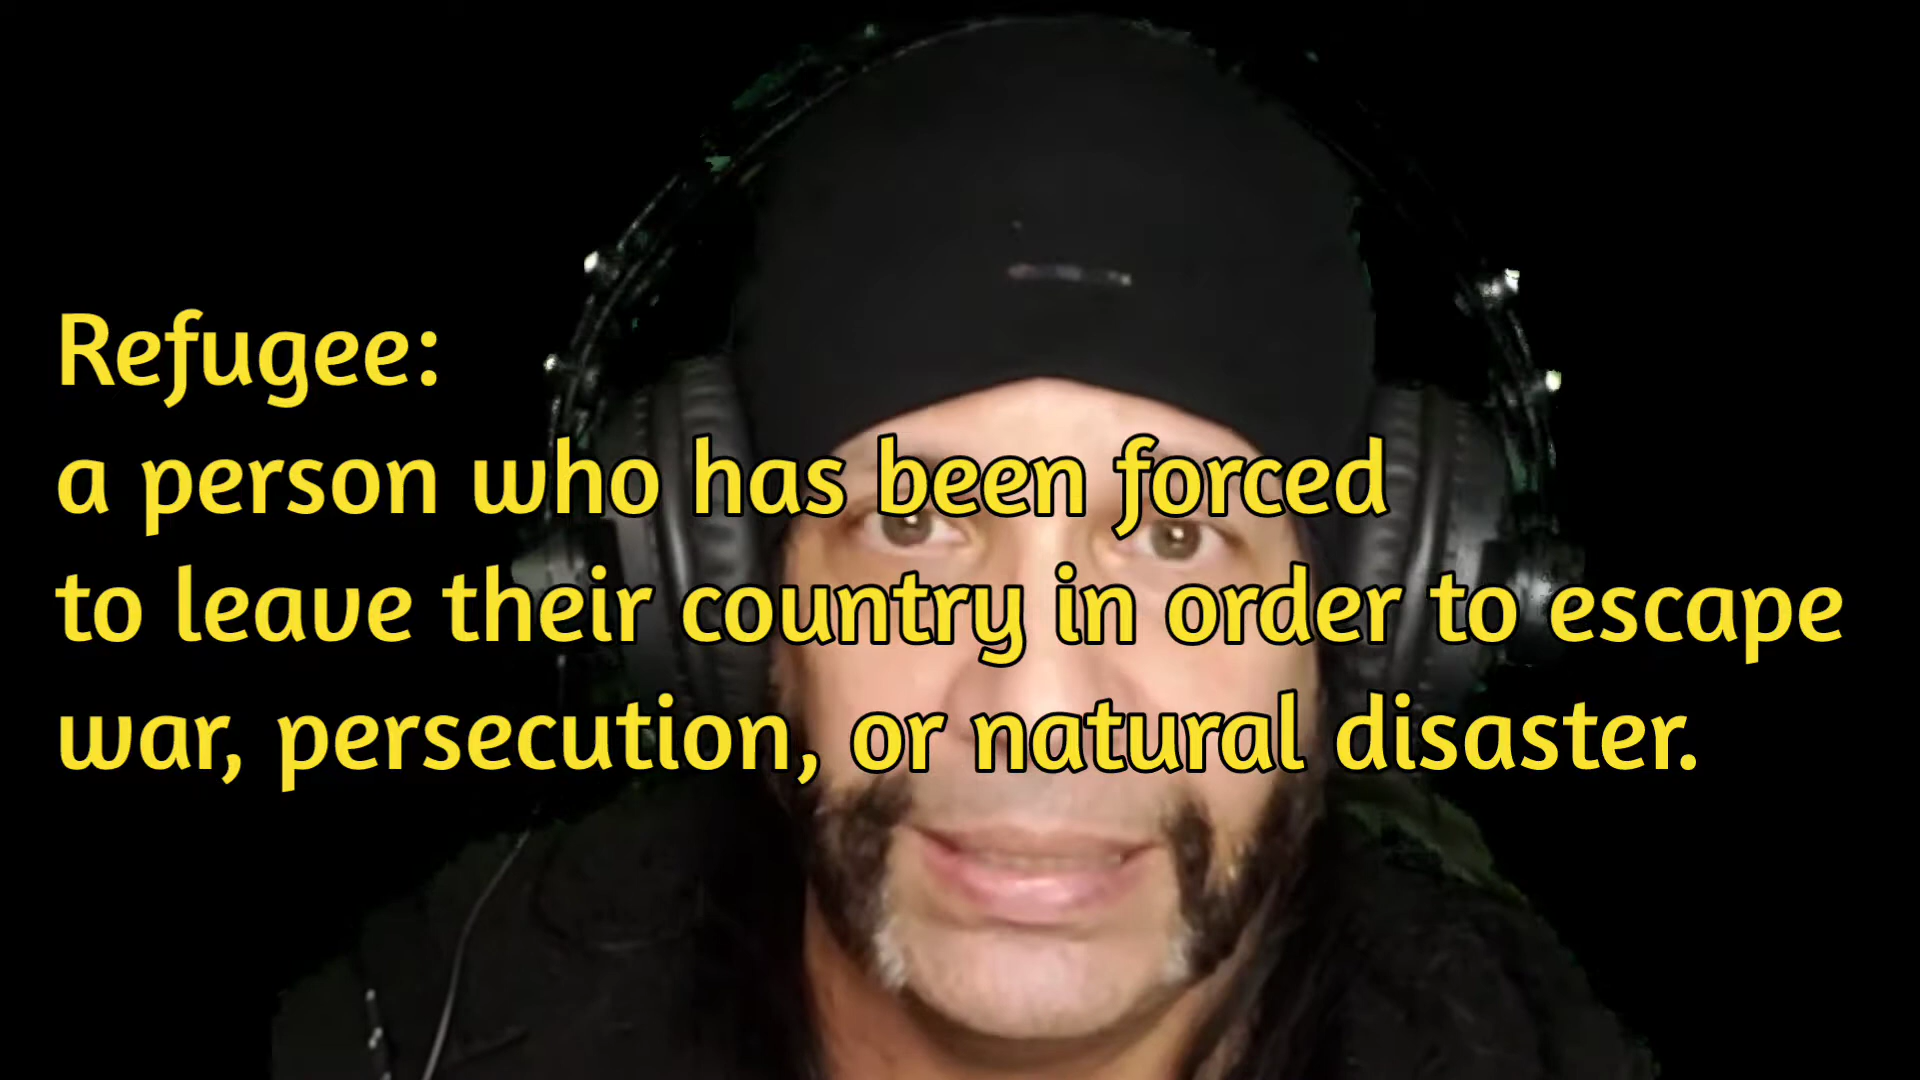 Refugee:
a person who has been forced
to leave their country in order to escape
war, persecution, or natural disaster.